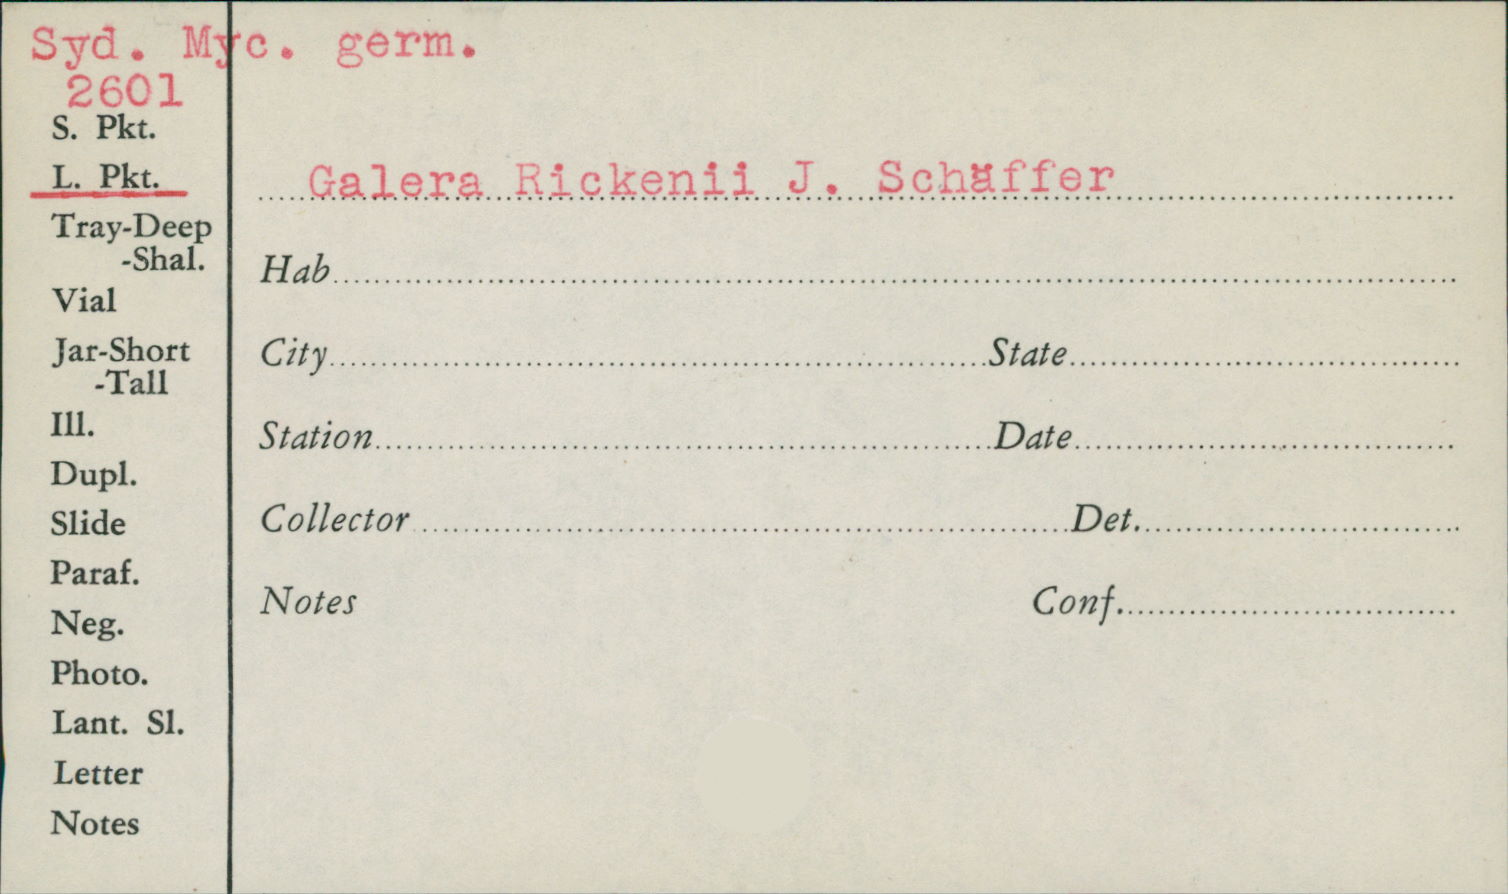 Syd. Myc. germ.
2601
S. Pkt.
L. Pkt.
Tray-Deep
-Shal.
Vial
Jar-Short
-Tall
Ill.
Dupl.
Slide
Paraf.
Neg.
Photo.
Lant. Sl.
Letter
Notes
Galera Rickenii J. Schäffer
Hab
City State
Station Date
Collector Det.
Notes Conf.